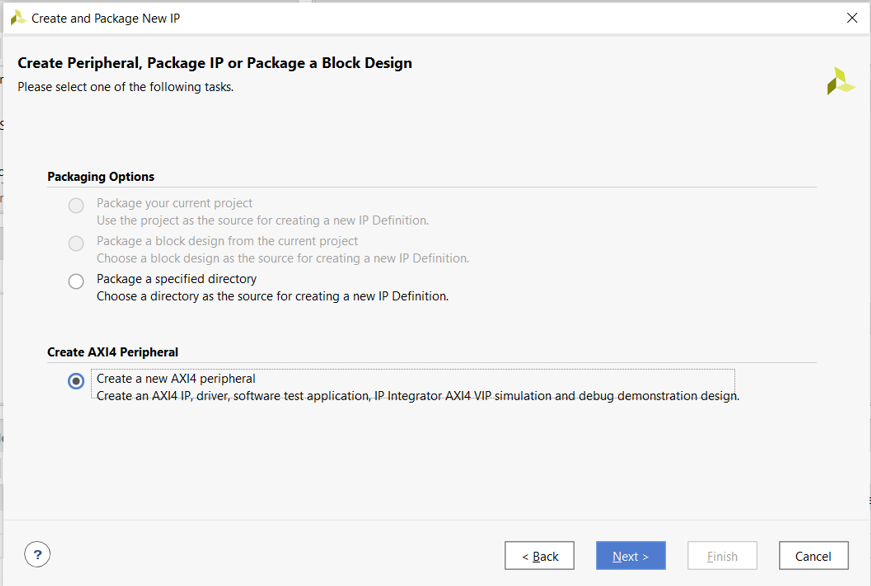 Create and Package New IP
Create Peripheral, Package IP or Package a Block Design
Please select one of the following tasks.
Packaging Options
Package your current project
Use the project as the source for creating a new IP Definition.
Package a block design from the current project
Choose a block design as the source for creating a new IP Definition.
Package a specified directory
Choose a directory as the source for creating a new IP Definition.
Create AXI4 Peripheral
Create a new AXI4 peripheral
Create an AXI4 IP, driver, software test application, IP Integrator AXI4 VIP simulation and debug demonstration design.
? < Back Next > Finish Cancel